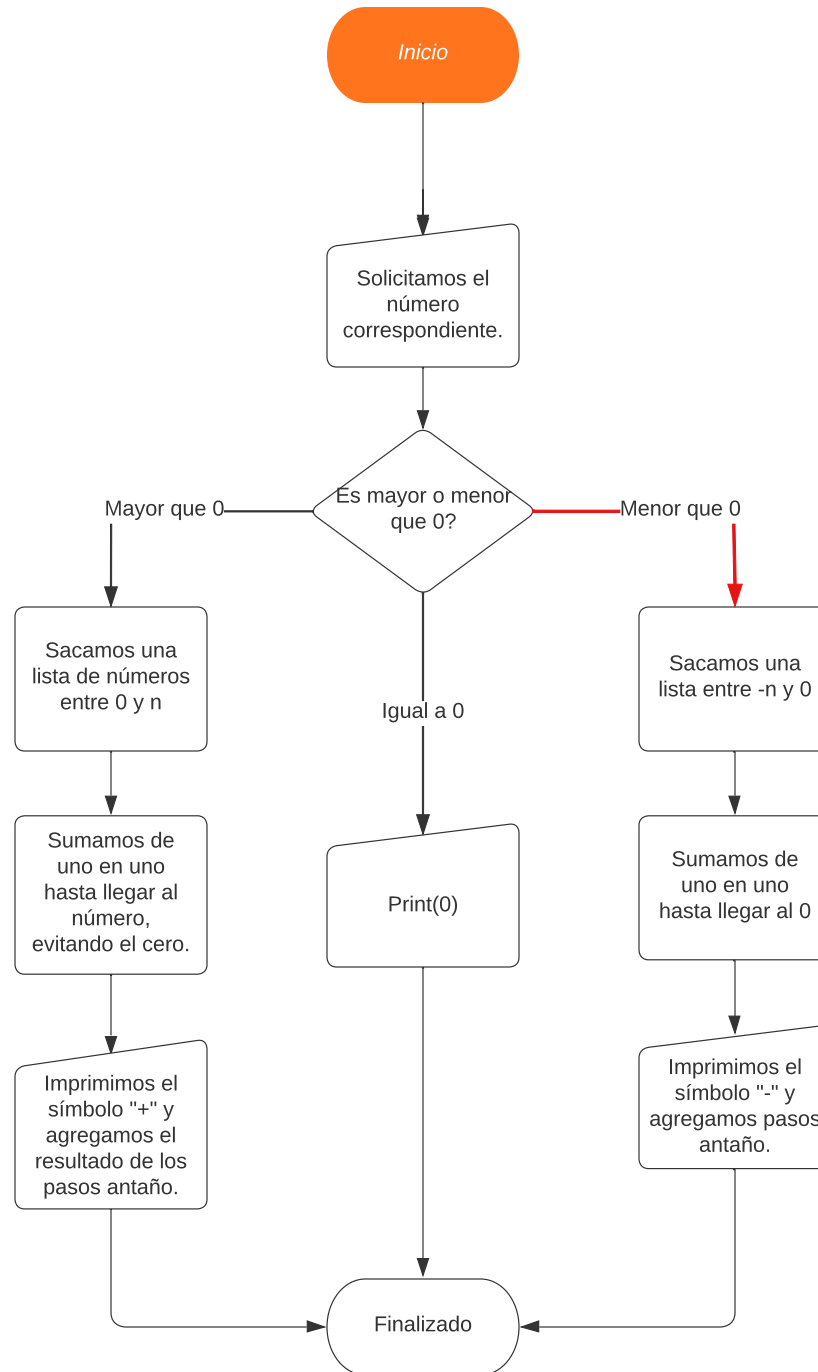 Inicio
Solicitamos el
número
correspondiente.
Es mayor o menor
que 0?
Mayor que 0
Menor que 0
Igual a 0
Sacamos una
lista de números
entre 0 y n
Sacamos una
lista entre -n y 0
Sumamos de
uno en uno
hasta llegar al
número,
evitando el cero.
Print(0)
Sumamos de
uno en uno
hasta llegar al 0
Imprimimos el
símbolo "+" y
agregamos el
resultado de los
pasos antaño.
Imprimimos el
símbolo "-" y
agregamos pasos
antaño.
Finalizado